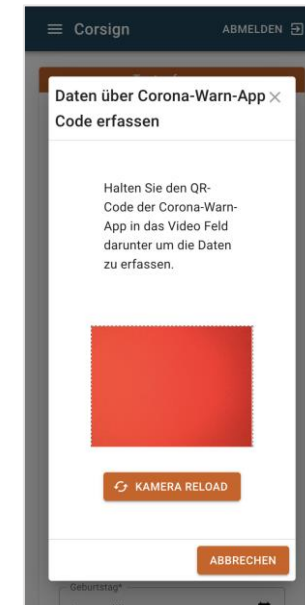 Corsign
ABMELDEN
Daten über Corona-Warn-App
Code erfassen
Halten Sie den QR-
Code der Corona-Warn-
App in das Video Feld
darunter um die Daten
zu erfassen.
KAMERA RELOAD
ABBRECHEN
Geburtstag*